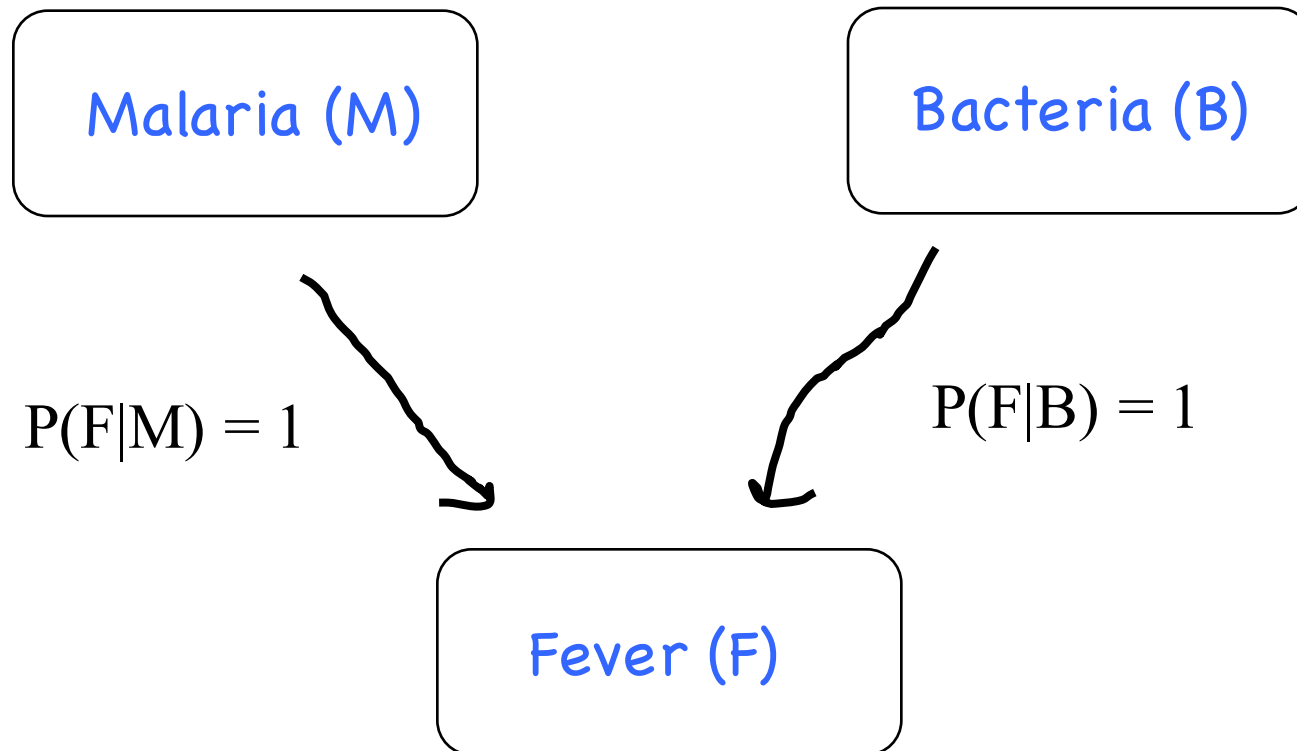 Malaria (M)
Bacteria (B)
P(F|M) = 1
P(F|B) = 1
Fever (F)